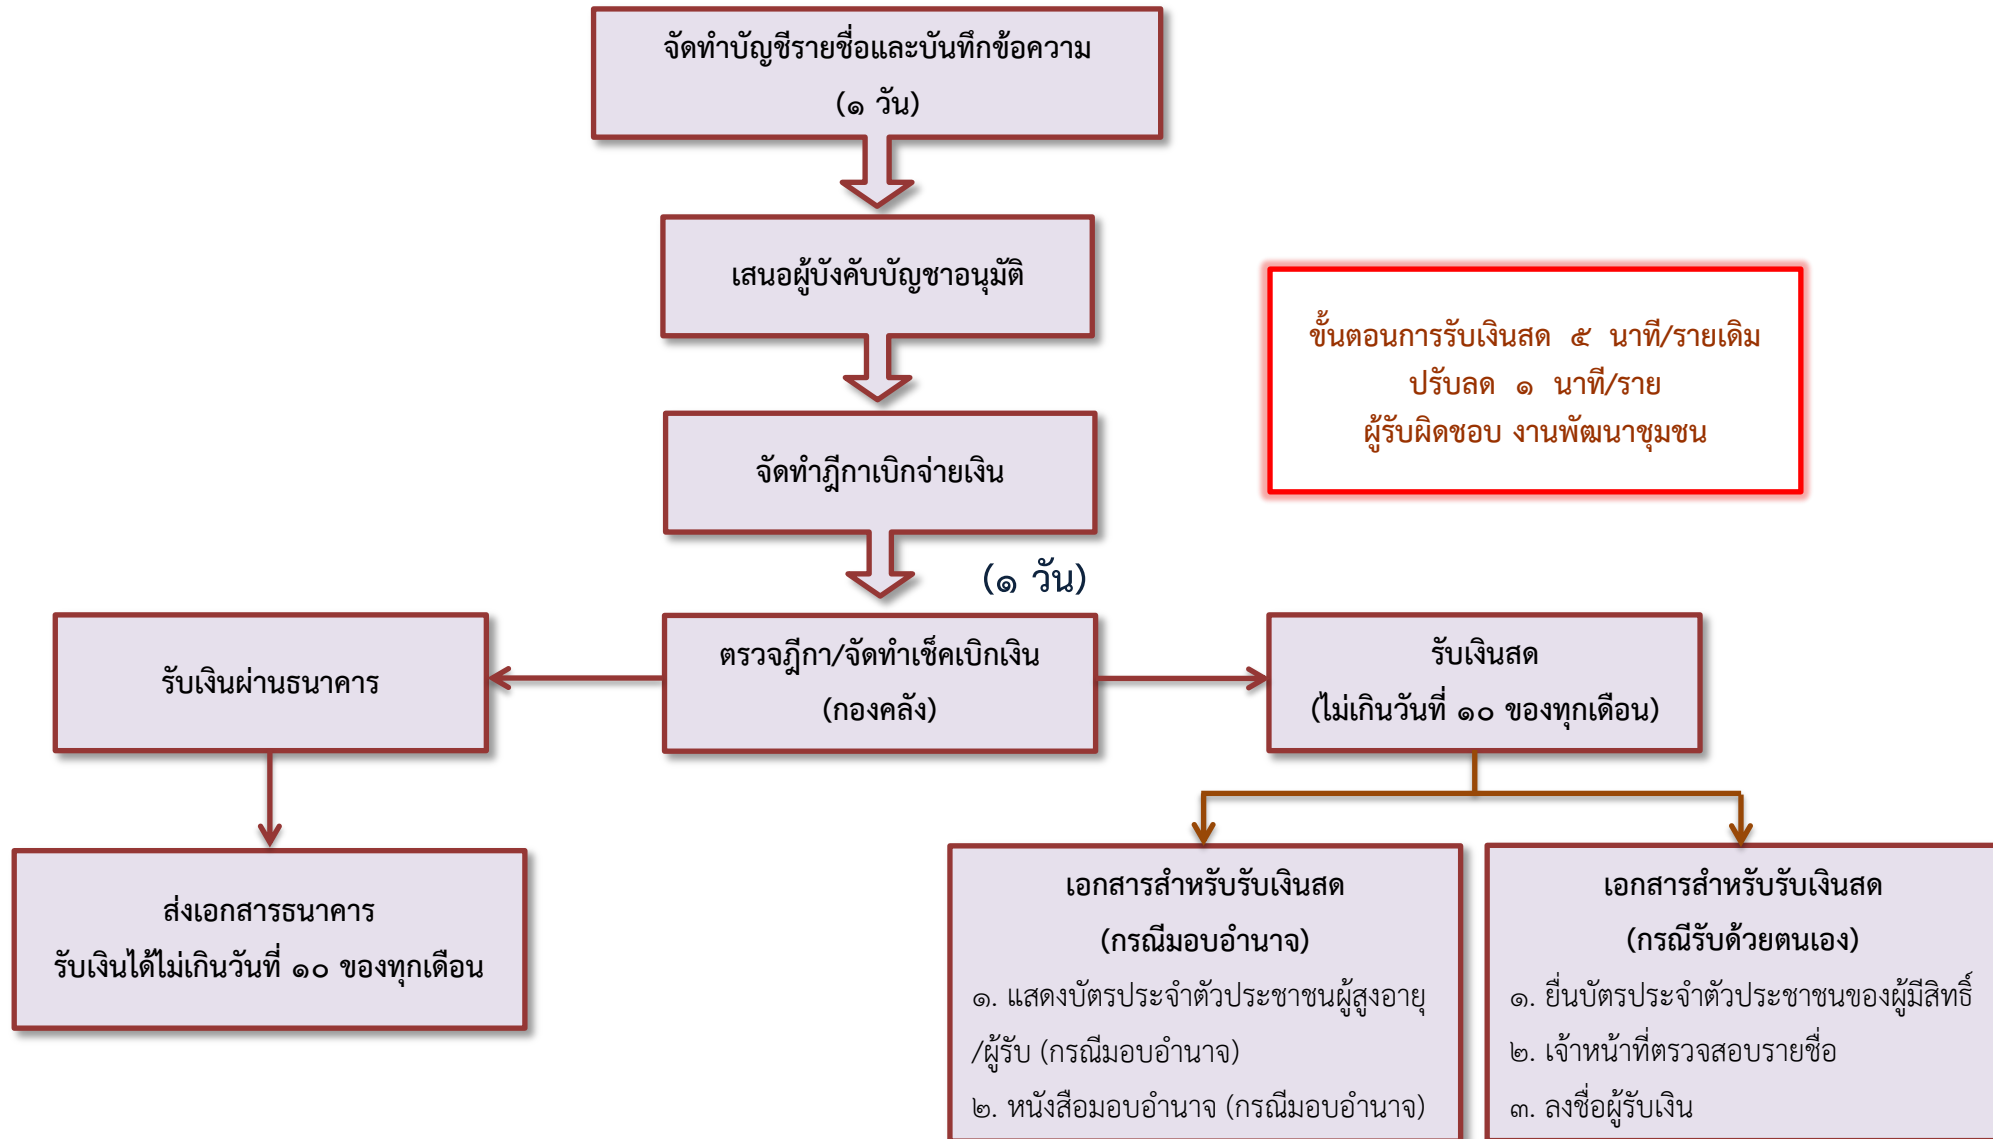 จัดทำบัญชีรายชื่อและบันทึกข้อความ
(๑ วัน)
เสนอผู้บังคับบัญชาอนุมัติ
ขั้นตอนการรับเงินสด ๕ นาที/รายเดิม
ปรับลด ๑ นาที/ราย
ผู้รับผิดชอบ งานพัฒนาชุมชน
จัดทำฎีกาเบิกจ่ายเงิน
(๑ วัน)
รับเงินผ่านธนาคาร
ตรวจฎีกา/จัดทำเช็คเบิกเงิน
(กองคลัง)
รับเงินสด
(ไม่เกินวันที่ ๑๐ ของทุกเดือน)
ส่งเอกสารธนาคาร
รับเงินได้ไม่เกินวันที่ ๑๐ ของทุกเดือน
เอกสารสำหรับรับเงินสด
(กรณีมอบอำนาจ)
๑. แสดงบัตรประจำตัวประชาชนผู้สูงอายุ
/ผู้รับ (กรณีมอบอำนาจ)
๒. หนังสือมอบอำนาจ (กรณีมอบอำนาจ)
เอกสารสำหรับรับเงินสด
(กรณีรับด้วยตนเอง)
๑. ยื่นบัตรประจำตัวประชาชนของผู้มีสิทธิ์
๒. เจ้าหน้าที่ตรวจสอบรายชื่อ
๓. ลงชื่อผู้รับเงิน